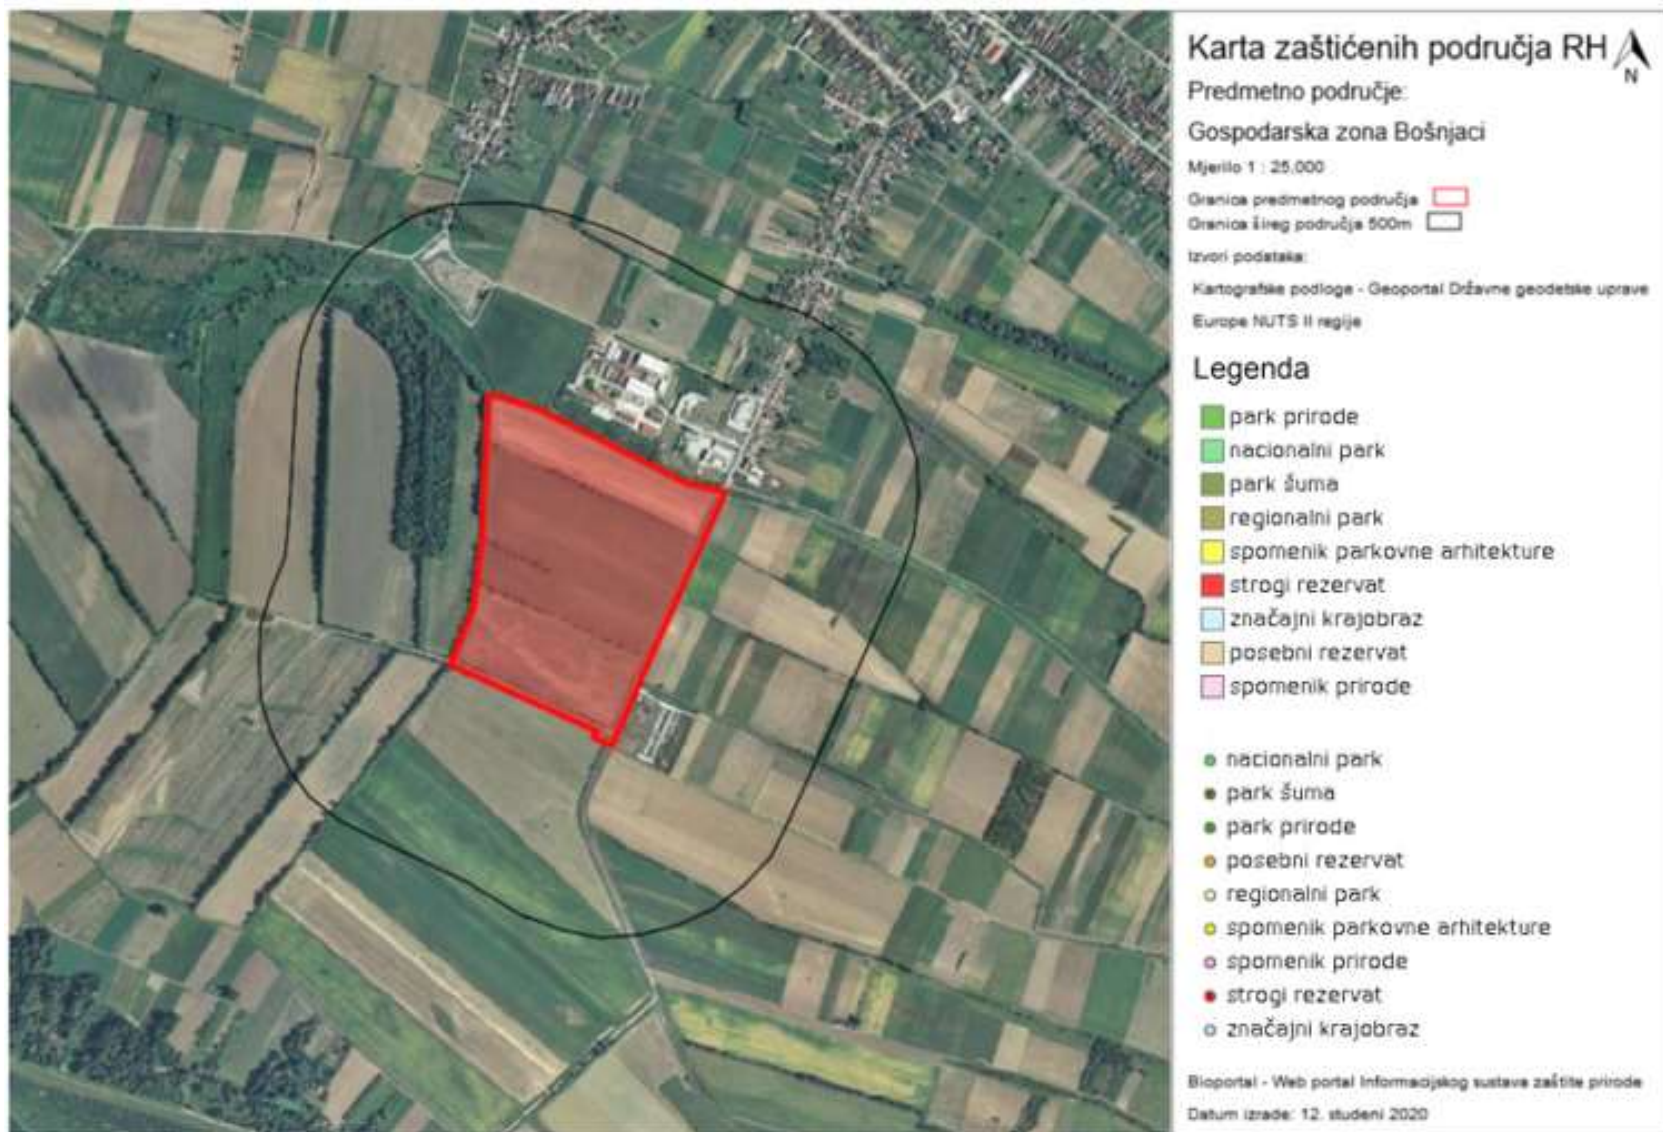 Karta zaštićenih područja RH
N
Predmetno područje:
Gospodarska zona Bošnjaci
Mjerilo 1 : 25.000
Granica predmetnog područja
Granica šireg područja 500m
Izvori podataka:
Kartografske podloge - Geoportal Državne geodetske uprave
Europe NUTS II regije
Legenda
park prirode
nacionalni park
park šuma
regionalni park
spomenik parkovne arhitekture
strogi rezervat
značajni krajobraz
posebni rezervat
spomenik prirode
nacionalni park
park šuma
park prirode
posebni rezervat
regionalni park
spomenik parkovne arhitekture
spomenik prirode
strogi rezervat
značajni krajobraz
Bioportal - Web portal Informacijskog sustava zaštite prirode
Datum izrade: 12. studeni 2020